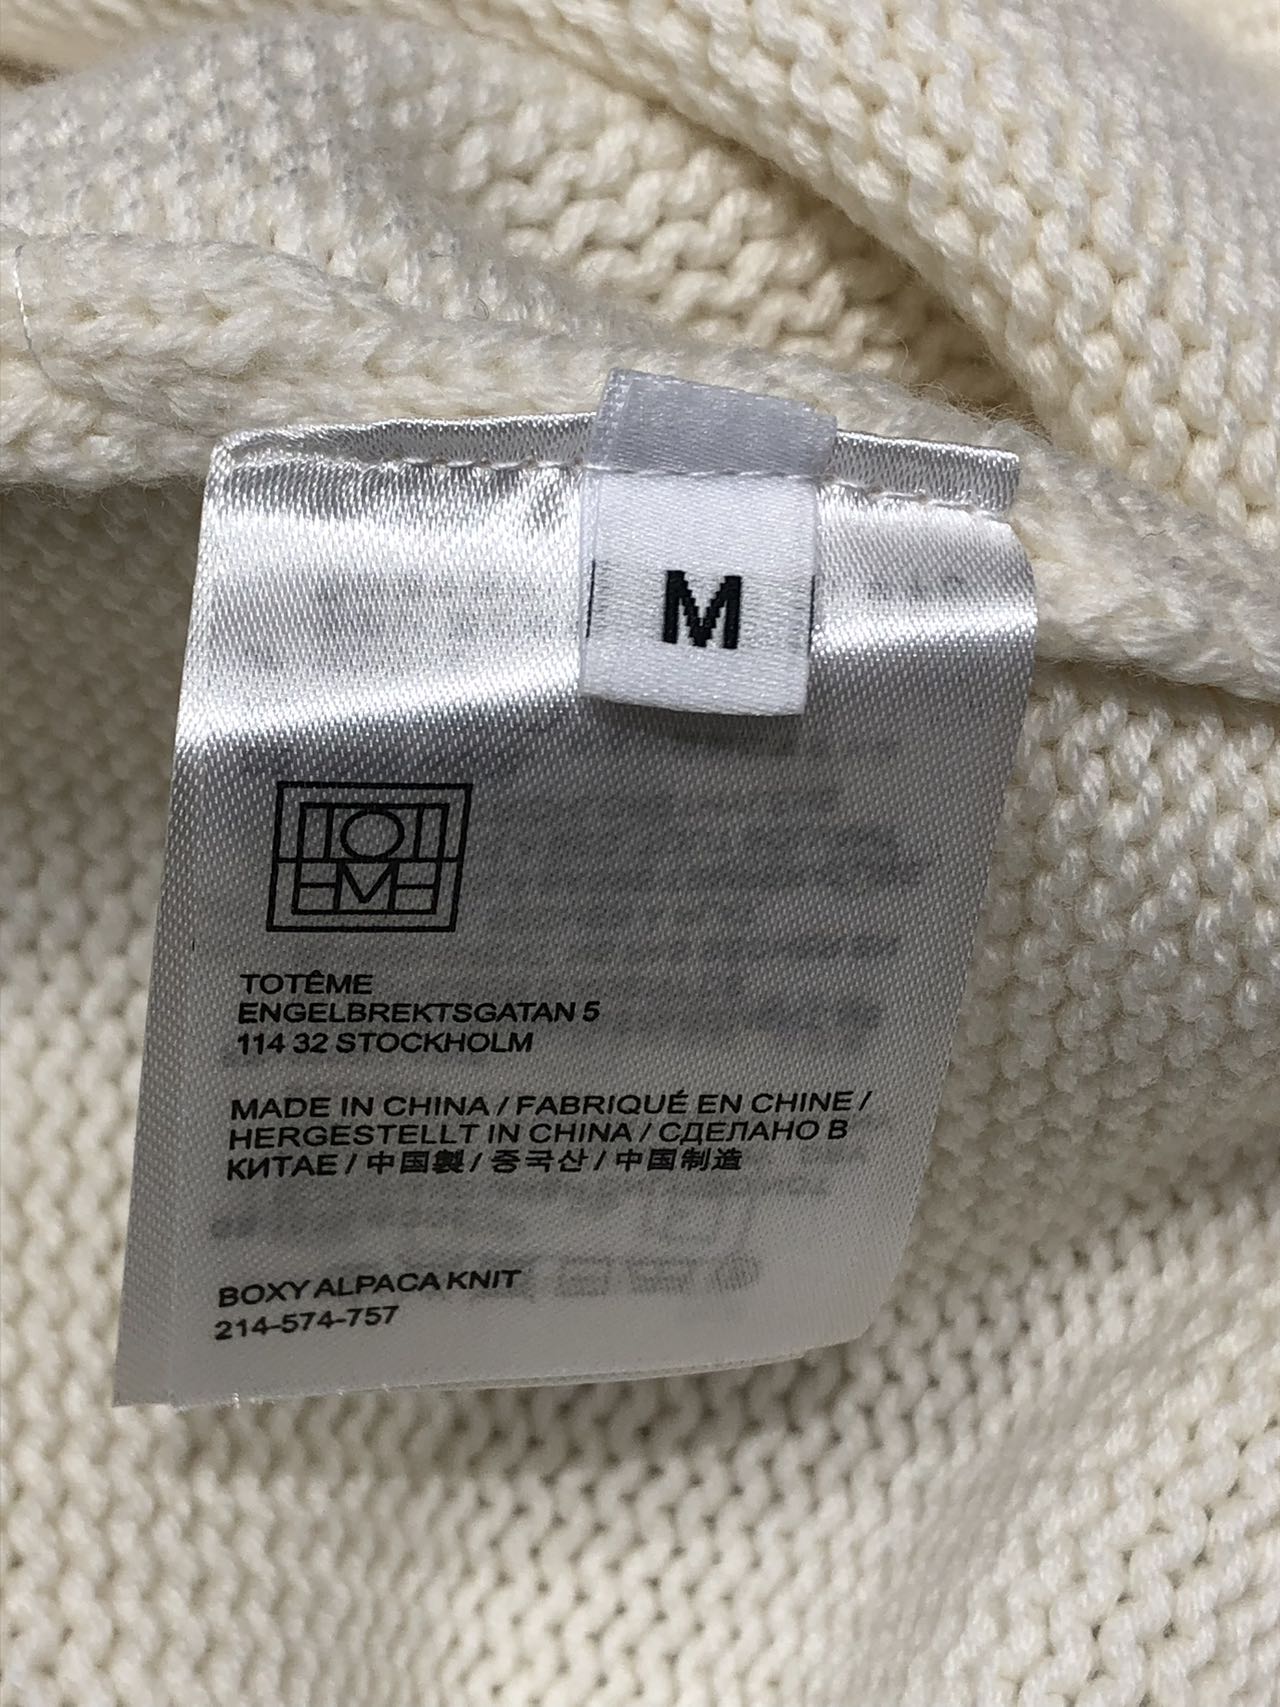 M
TOTÊME
TOTÊME
ENGELBREKTSGATAN 5
114 32 STOCKHOLM
MADE IN CHINA / FABRIQUÉ EN CHINE /
HERGESTELLT IN CHINA / СДЕЛАНО В
КИТАЕ / 中国製 / 중국산 / 中国制造
BOXY ALPACA KNIT
214-574-757